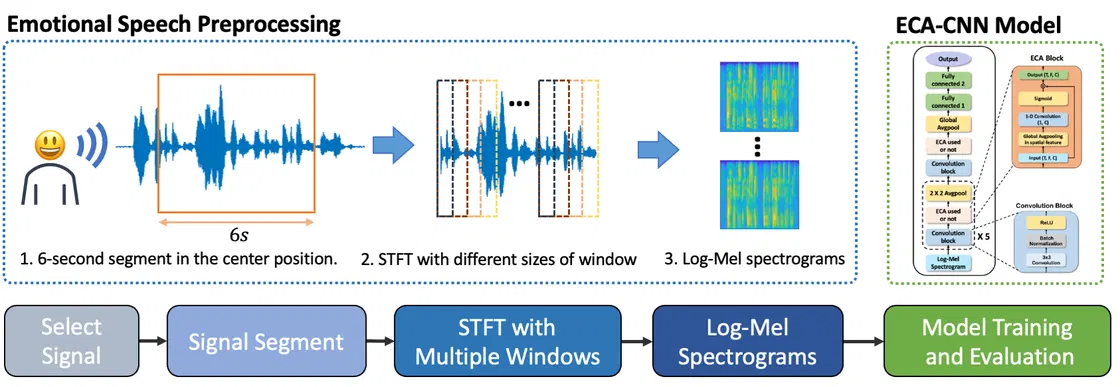 Emotional Speech Preprocessing
6s
1. 6-second segment in the center position.
2. STFT with different sizes of window
3. Log-Mel spectrograms
ECA-CNN Model
Output
Fully
connected 2
Fully
connected 1
Global
Avgpool
ECA used
or not
Convolution
block
2 X 2 Avgpool
ECA used
or not
Convolution
block
X 5
Log-Mel
Spectrogram
ECA Block
Output (T, F, C)
Sigmoid
1-D Convolution
(1, C)
Global Avgpooling
in spatial feature
Input (T, F, C)
Convolution Block
ReLU
Batch
Normalization
3x3
Convolution
Select
Signal
Signal Segment
STFT with
Multiple Windows
Log-Mel
Spectrograms
Model Training
and Evaluation